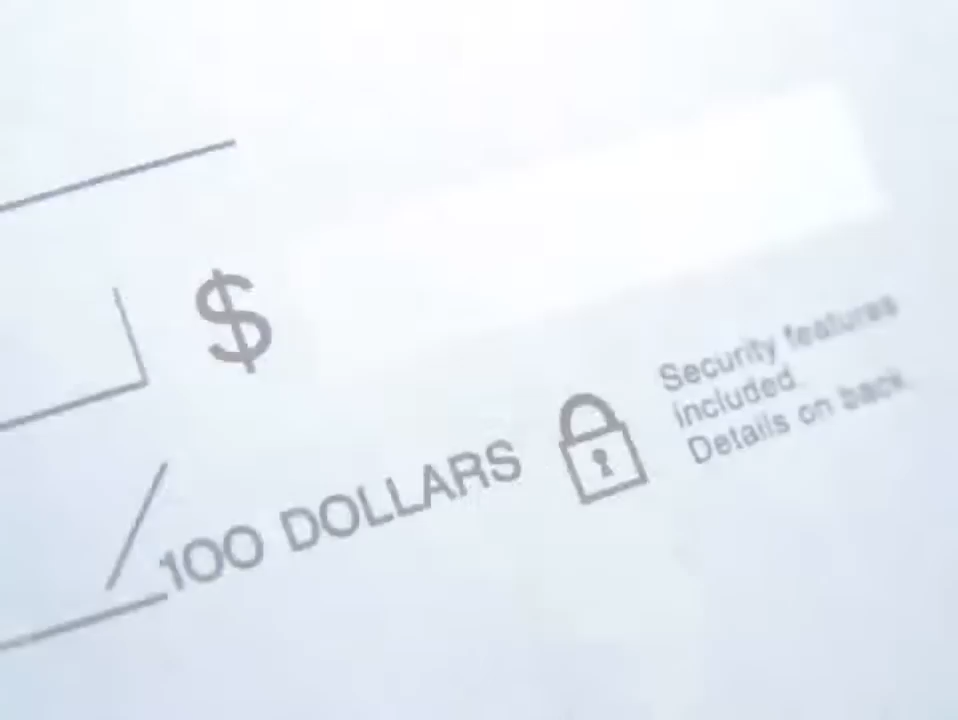 $
/100 DOLLARS
Security features
included.
Details on back.